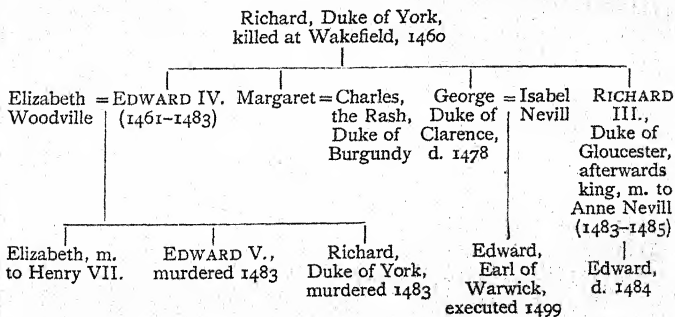 Richard, Duke of York,
killed at Wakefield, 1460
Elizabeth = EDWARD IV.
Woodville (1461–1483)
Margaret = Charles,
the Rash,
Duke of
Burgundy
George = Isabel
Duke of Nevill
Clarence,
d. 1478
RICHARD
III.,
Duke of
Gloucester,
afterwards
king, m. to
Anne Nevill
(1483–1485)
Elizabeth, m.
to Henry VII.
EDWARD V.,
murdered 1483
Richard,
Duke of York,
murdered 1483
Edward,
Earl of
Warwick,
executed 1499
Edward,
d. 1484